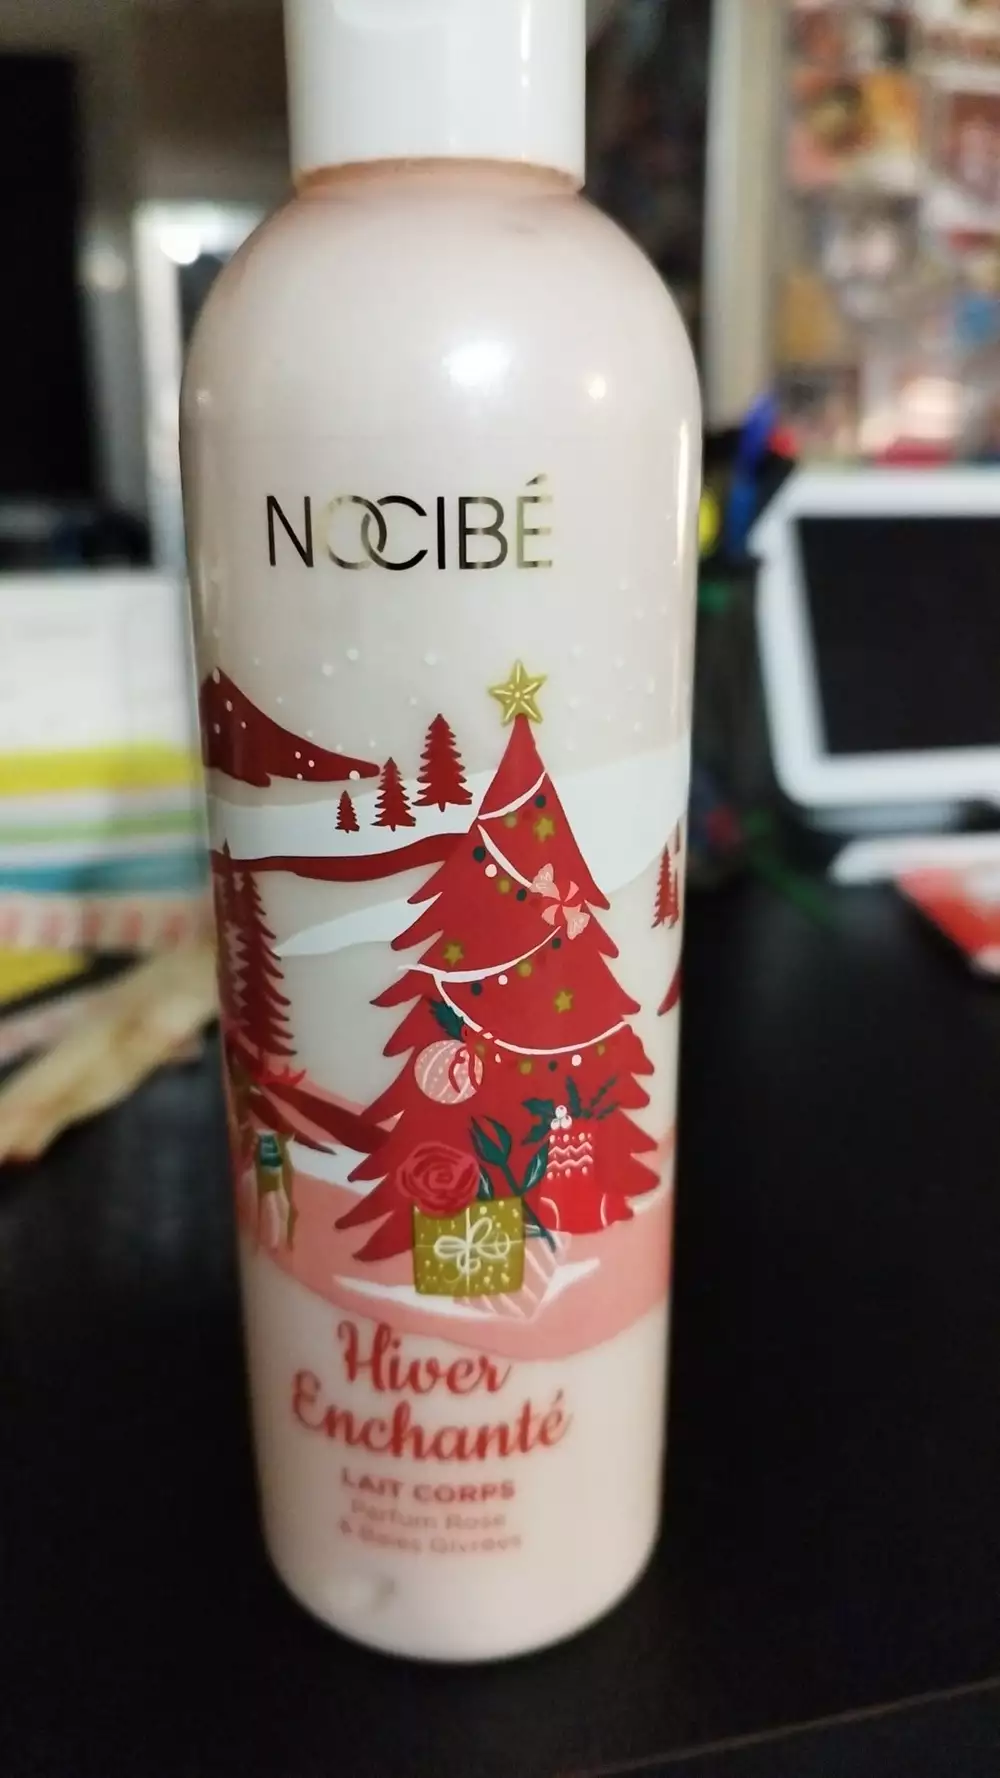 NOCIBÉ
Hiver
Enchanté
LAIT CORPS
Parfum Rose
& Baies Givrées